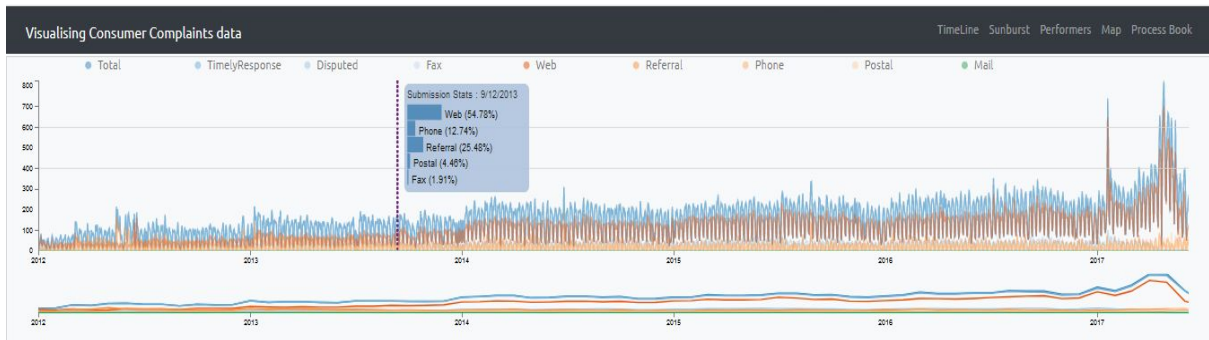 Visualising Consumer Complaints data
TimeLine Sunburst Performers Map Process Book
Total TimelyResponse Disputed Fax Web Referral Phone Postal Mail
800
700
600
400
300
200
100
0
Submission Stats : 9/12/2013
Web (54.78%)
Phone (12.74%)
Referral (25.48%)
Postal (4.46%)
Fax (1.91%)
2012 2013 2014 2015 2016 2017
2012 2013 2014 2015 2016 2017